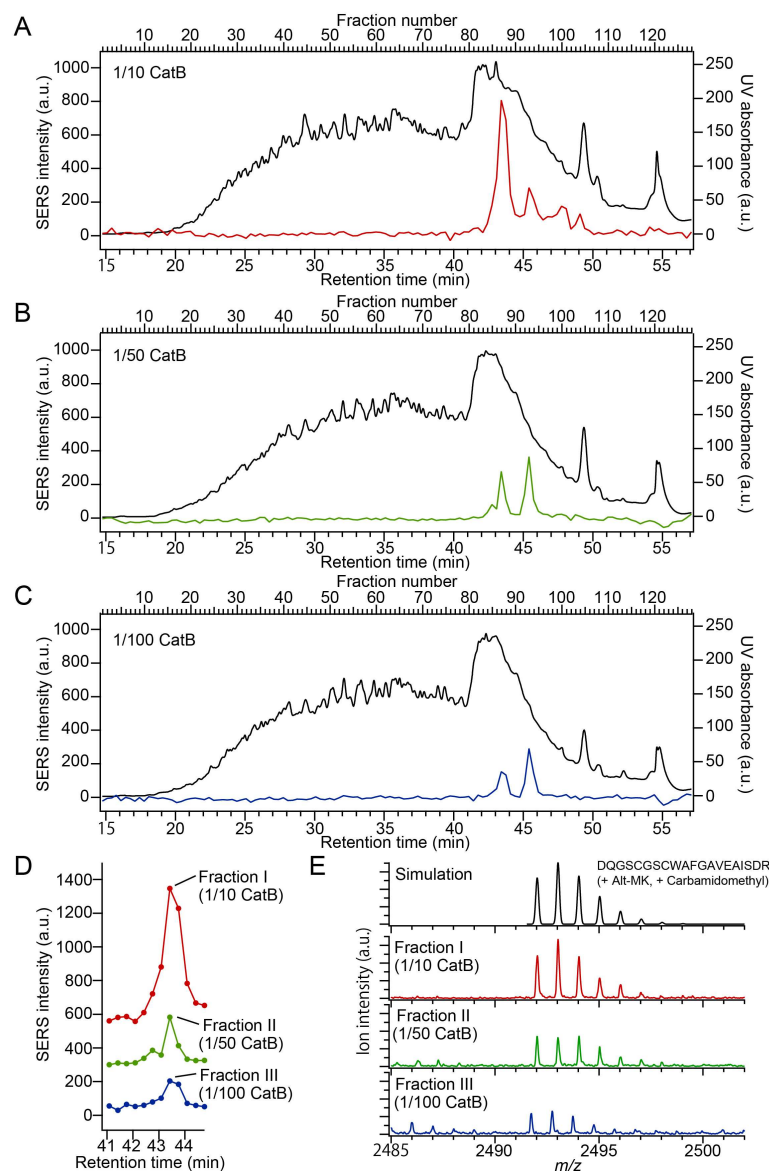 A
Fraction number
10 20 30 40 50 60 70 80 90 100 110 120
1/10 CatB
SERS intensity (a.u.)
1000
800
600
400
200
0
UV absorbance (a.u.)
250
200
150
100
50
0
15 20 25 30 35 40 45 50 55
Retention time (min)
B
Fraction number
10 20 30 40 50 60 70 80 90 100 110 120
1/50 CatB
SERS intensity (a.u.)
1000
800
600
400
200
0
UV absorbance (a.u.)
250
200
150
100
50
0
15 20 25 30 35 40 45 50 55
Retention time (min)
C
Fraction number
10 20 30 40 50 60 70 80 90 100 110 120
1/100 CatB
SERS intensity (a.u.)
1000
800
600
400
200
0
UV absorbance (a.u.)
250
200
150
100
50
0
15 20 25 30 35 40 45 50 55
Retention time (min)
D
SERS intensity (a.u.)
1400
1200
1000
800
600
400
200
0
Fraction I
(1/10 CatB)
Fraction II
(1/50 CatB)
Fraction III
(1/100 CatB)
41 42 43 44
Retention time (min)
E
Ion intensity (a.u.)
Simulation
DQGSCGSCWAFGAVEAISDR
(+ Alt-MK, + Carbamidomethyl)
Fraction I
(1/10 CatB)
Fraction II
(1/50 CatB)
Fraction III
(1/100 CatB)
2485 2490 2495 2500
m/z